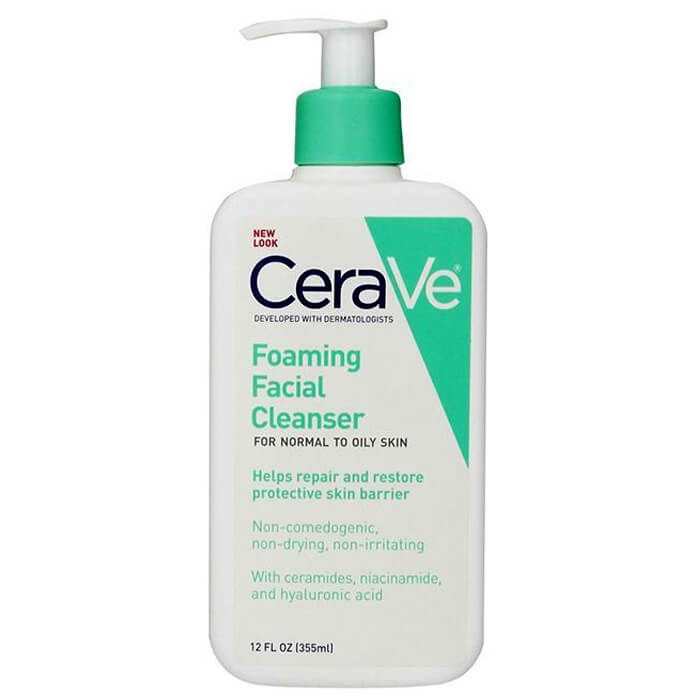 NEW
LOOK
CeraVe®
DEVELOPED WITH DERMATOLOGISTS
Foaming
Facial
Cleanser
FOR NORMAL TO OILY SKIN
Helps repair and restore
protective skin barrier
Non-comedogenic,
non-drying, non-irritating
With ceramides, niacinamide,
and hyaluronic acid
12 FL OZ (355ml)